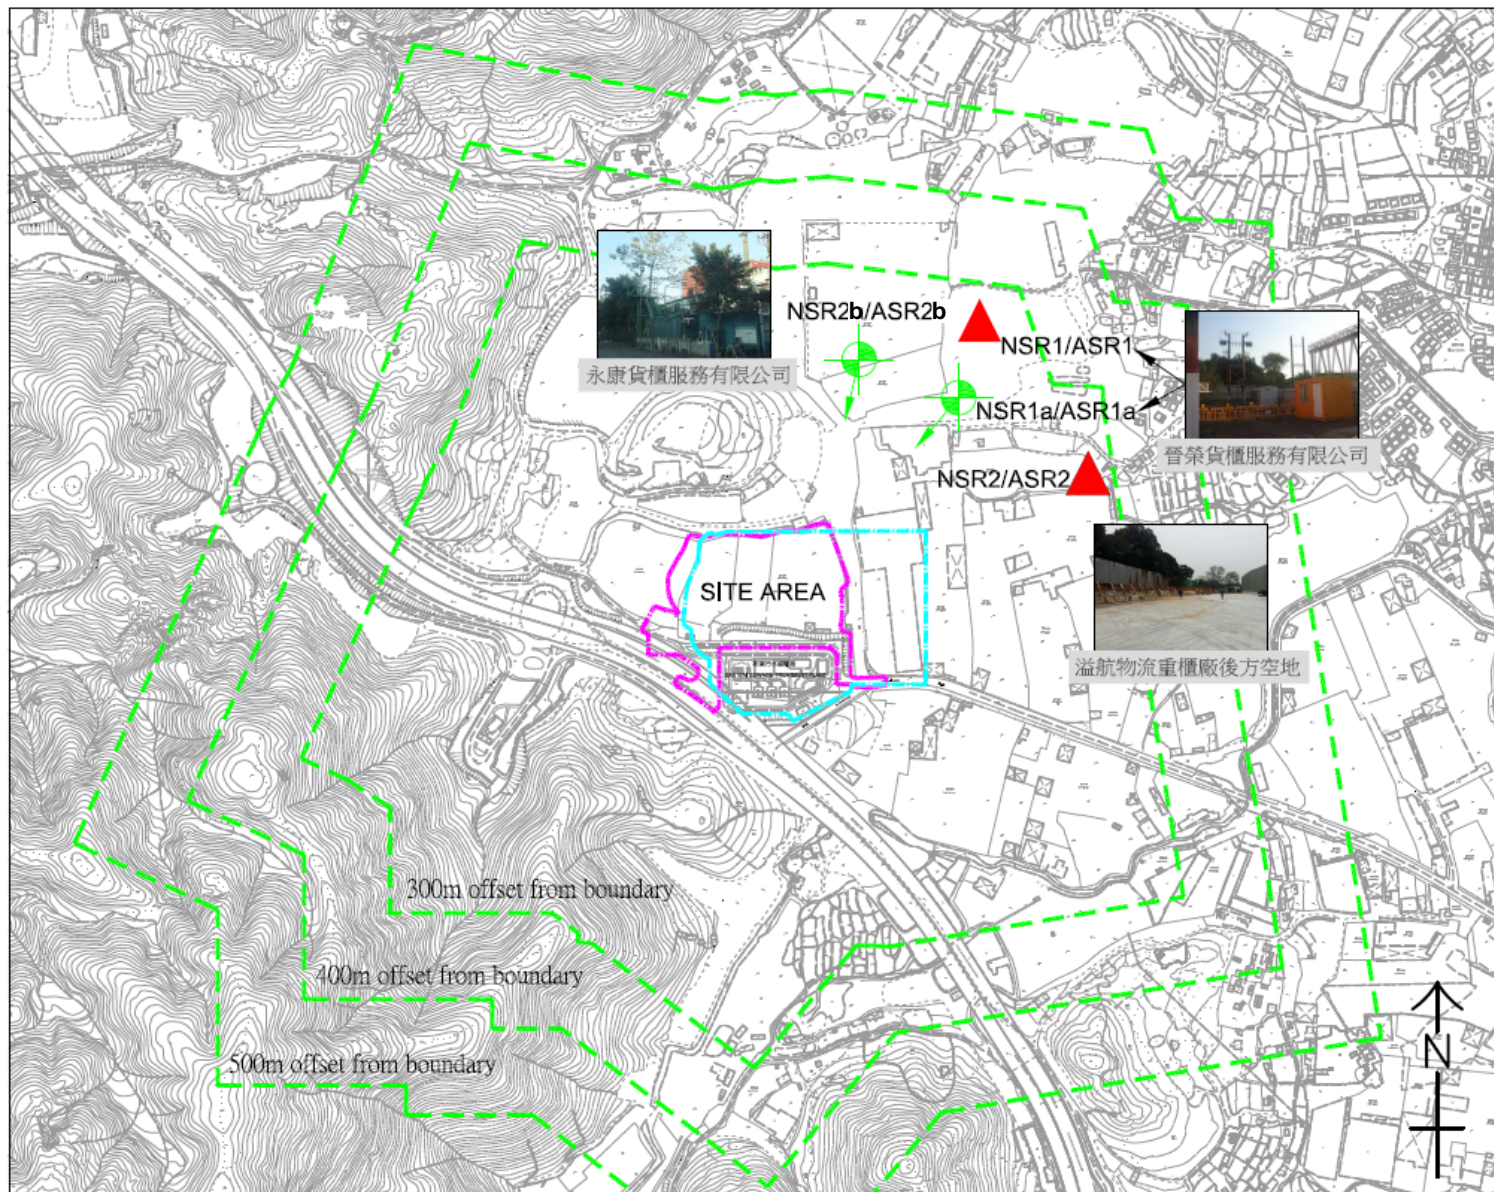 NSR2b/ASR2b
NSR1/ASR1
永康貨櫃服務有限公司
NSR1a/ASR1a
晉榮貨櫃服務有限公司
NSR2/ASR2
SITE AREA
溢航物流重櫃廠後方空地
300m offset from boundary
400m offset from boundary
500m offset from boundary
N